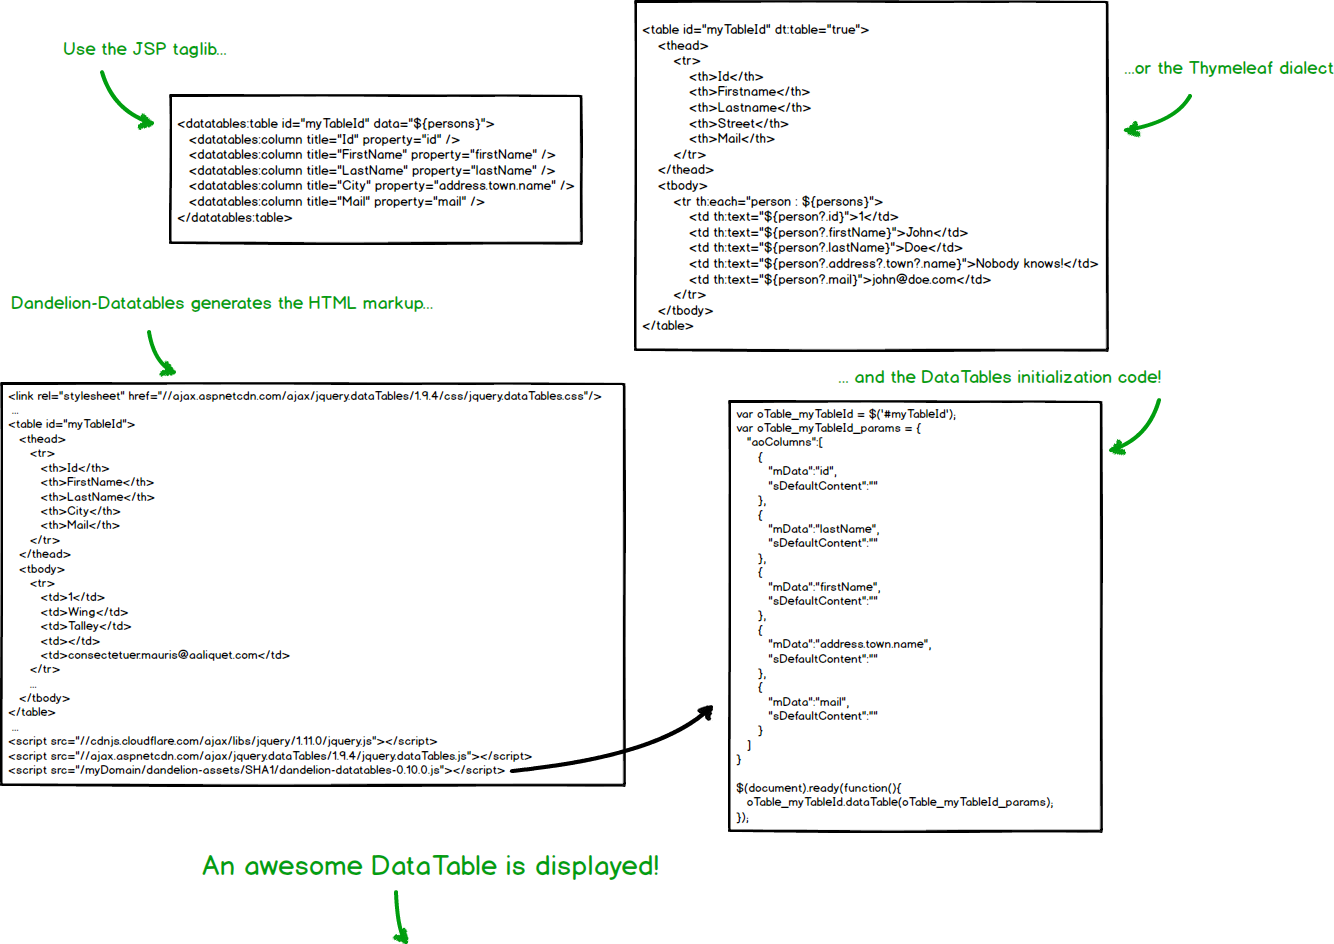 Use the JSP taglib...
<datatables:table id="myTableId" data="${persons}">
<datatables:column title="Id" property="id" />
<datatables:column title="FirstName" property="firstName" />
<datatables:column title="LastName" property="lastName" />
<datatables:column title="City" property="address.town.name" />
<datatables:column title="Mail" property="mail" />
</datatables:table>
...or the Thymeleaf dialect
<table id="myTableId" dt:table="true">
<thead>
<tr>
<th>Id</th>
<th>Firstname</th>
<th>Lastname</th>
<th>Street</th>
<th>Mail</th>
</tr>
</thead>
<tbody>
<tr th:each="person : ${persons}">
<td th:text="${person?.id}">1</td>
<td th:text="${person?.firstName}">John</td>
<td th:text="${person?.lastName}">Doe</td>
<td th:text="${person?.address?.town?.name}">Nobody knows!</td>
<td th:text="${person?.mail}">john@doe.com</td>
</tr>
</tbody>
</table>
Dandelion-Datatables generates the HTML markup...
<link rel="stylesheet" href="//ajax.aspnetcdn.com/ajax/jquery.dataTables/1.9.4/css/jquery.dataTables.css"/>
...
<table id="myTableId">
<thead>
<tr>
<th>Id</th>
<th>FirstName</th>
<th>LastName</th>
<th>City</th>
<th>Mail</th>
</tr>
</thead>
<tbody>
<tr>
<td>1</td>
<td>Wing</td>
<td>Talley</td>
<td></td>
<td>consectetuer.mauris@aaliquet.com</td>
</tr>
...
</tbody>
</table>
...
<script src="//cdnjs.cloudflare.com/ajax/libs/jquery/1.11.0/jquery.js"></script>
<script src="//ajax.aspnetcdn.com/ajax/jquery.dataTables/1.9.4/jquery.dataTables.js"></script>
<script src="/myDomain/dandelion-assets/SHA1/dandelion-datatables-0.10.0.js"></script>
... and the DataTables initialization code!
var oTable_myTableId = $('#myTableId');
var oTable_myTableId_params = {
"aoColumns":[
{
"mData":"id",
"sDefaultContent":""
},
{
"mData":"lastName",
"sDefaultContent":""
},
{
"mData":"firstName",
"sDefaultContent":""
},
{
"mData":"address.town.name",
"sDefaultContent":""
},
{
"mData":"mail",
"sDefaultContent":""
}
]
}
$(document).ready(function(){
oTable_myTableId.dataTable(oTable_myTableId_params);
});
An awesome DataTable is displayed!